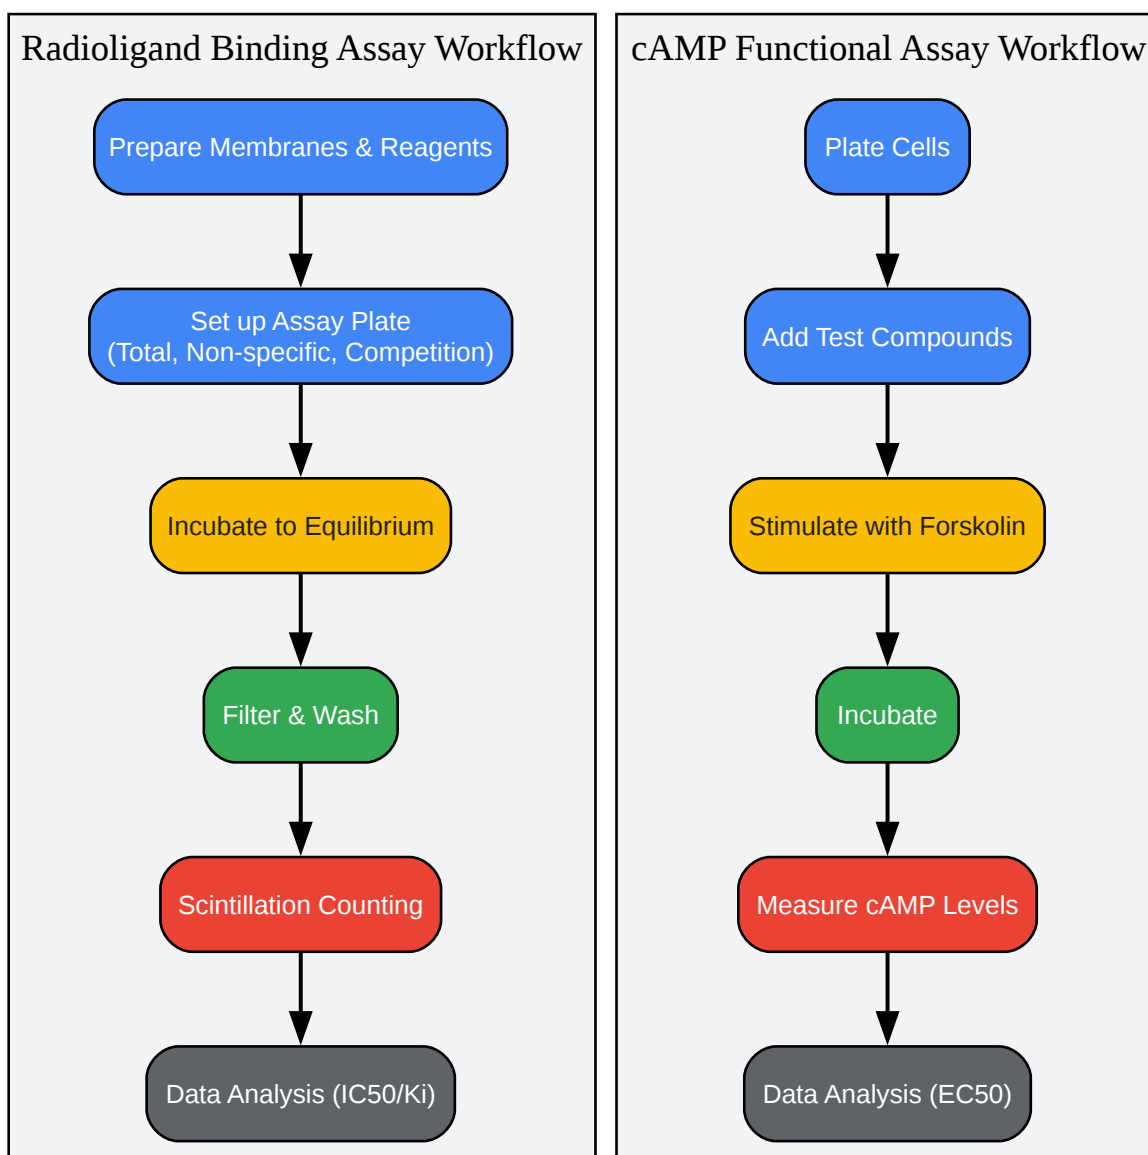 Radioligand Binding Assay Workflow
Prepare Membranes & Reagents
Set up Assay Plate
(Total, Non-specific, Competition)
Incubate to Equilibrium
Filter & Wash
Scintillation Counting
Data Analysis (IC50/Ki)
cAMP Functional Assay Workflow
Plate Cells
Add Test Compounds
Stimulate with Forskolin
Incubate
Measure cAMP Levels
Data Analysis (EC50)